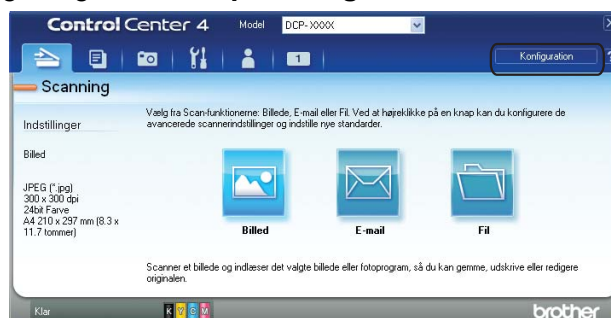 Control Center 4 Model DCP-XXXX
1
Konfiguration
Scanning
Indstillinger
Vælg fra Scan-funktionerne: Billede, E-mail eller Fil. Ved at højreklikke på en knap kan du konfigurere de
avancerede scannerindstillinger og indstille nye standarder.
Billed
JPEG (*.jpg)
300 x 300 dpi
24bit Farve
A4 210 x 297 mm (8.3 x
11.7 tommer)
Billed E-mail Fil
Scanner et billede og indlæser det valgte billede eller fotoprogram, så du kan gemme, udskrive eller redigere
originalen.
Klar K Y C M brother